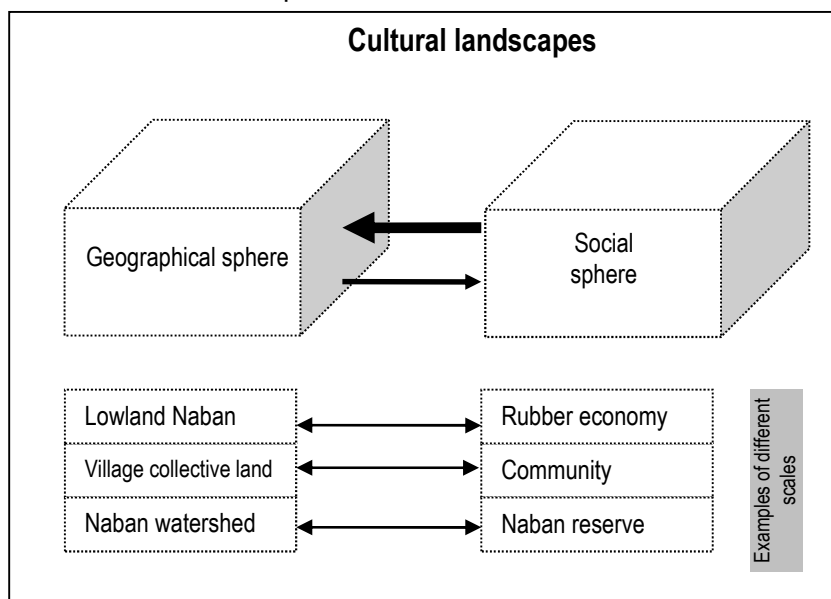 Cultural landscapes
Geographical sphere
Social
sphere
Lowland Naban
Rubber economy
Village collective land
Community
Naban watershed
Naban reserve
Examples of different
scales